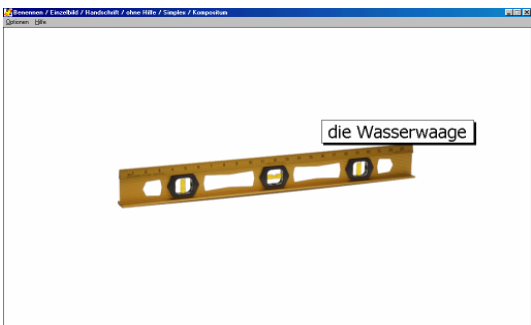 Benennen / Einzelbild / Handschrift / ohne Hilfe / Simplex / Kompositum
Optionen Hilfe
die Wasserwaage